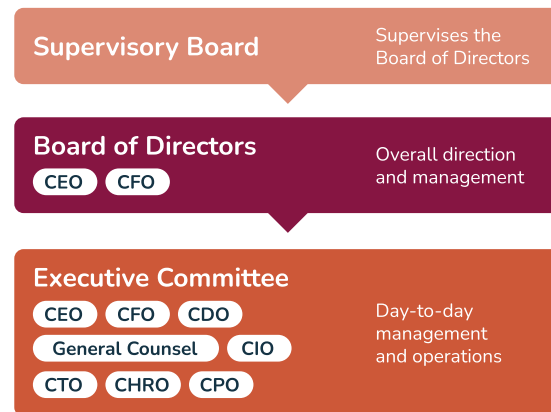 Supervisory Board
Supervises the
Board of Directors
Board of Directors
CEO CFO
Overall direction
and management
Executive Committee
CEO CFO CDO
General Counsel CIO
CTO CHRO CPO
Day-to-day
management
and operations